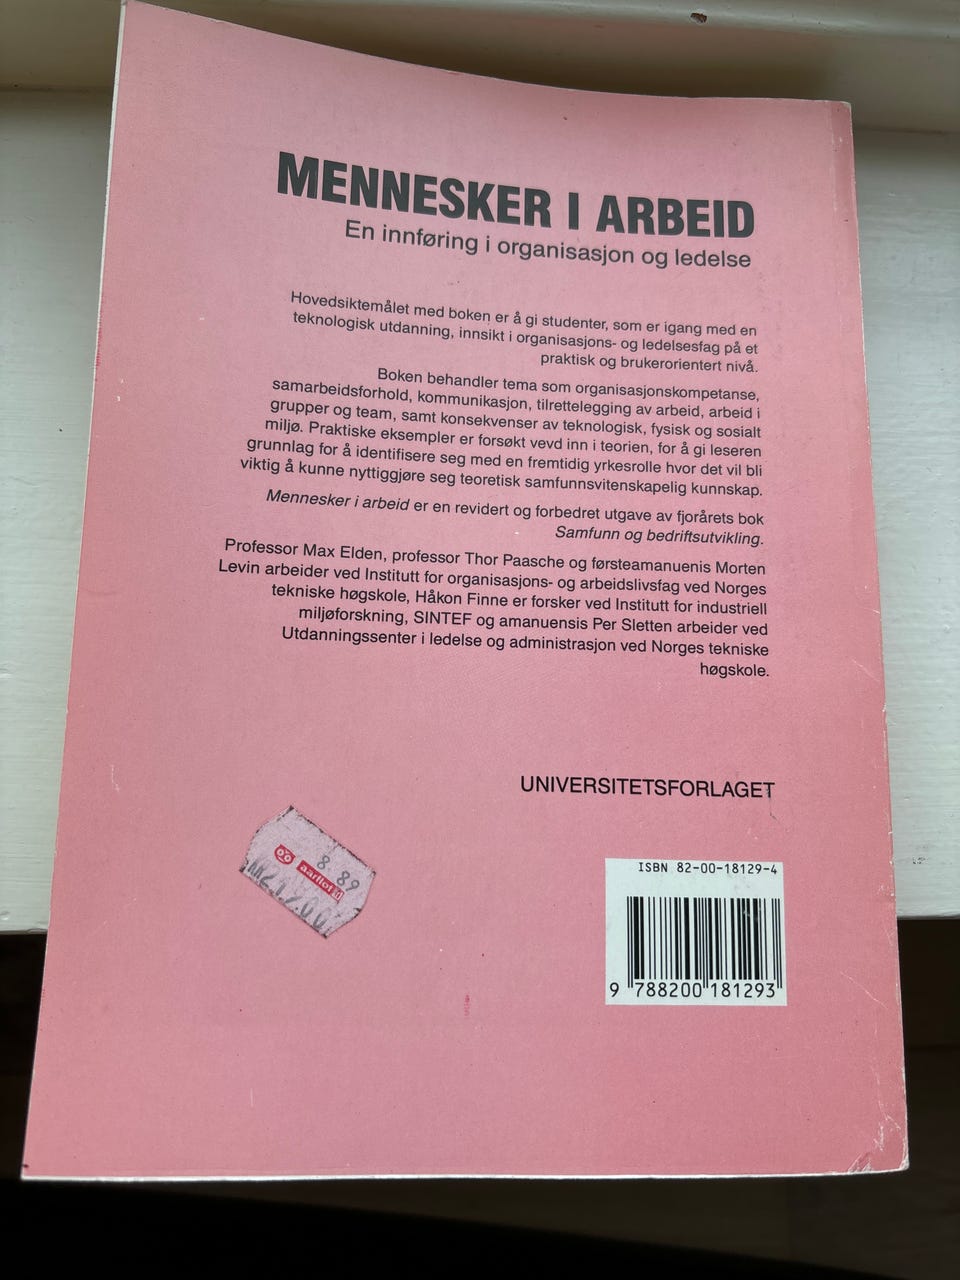 MENNESKER I ARBEID
En innføring i organisasjon og ledelse
Hovedsiktemålet med boken er å gi studenter, som er igang med en
teknologisk utdanning, innsikt i organisasjons- og ledelsesfag på et
praktisk og brukerorientert nivå.
Boken behandler tema som organisasjonskompetanse,
samarbeidsforhold, kommunikasjon, tilrettelegging av arbeid, arbeid i
grupper og team, samt konsekvenser av teknologisk, fysisk og sosialt
miljø. Praktiske eksempler er forsøkt vevd inn i teorien, for å gi leseren
grunnlag for å identifisere seg med en fremtidig yrkesrolle hvor det vil bli
viktig å kunne nyttiggjøre seg teoretisk samfunnsvitenskapelig kunnskap.
Mennesker i arbeid er en revidert og forbedret utgave av fjorårets bok
Samfunn og bedriftsutvikling.
Professor Max Elden, professor Thor Paasche og førsteamanuenis Morten
Levin arbeider ved Institutt for organisasjons- og arbeidslivsfag ved Norges
tekniske høgskole, Håkon Finne er forsker ved Institutt for industriell
miljøforskning, SINTEF og amanuensis Per Sletten arbeider ved
Utdanningssenter i ledelse og administrasjon ved Norges tekniske
høgskole.
UNIVERSITETSFORLAGET
8 89
ISBN 82-00-18129-4
9 788200 181293